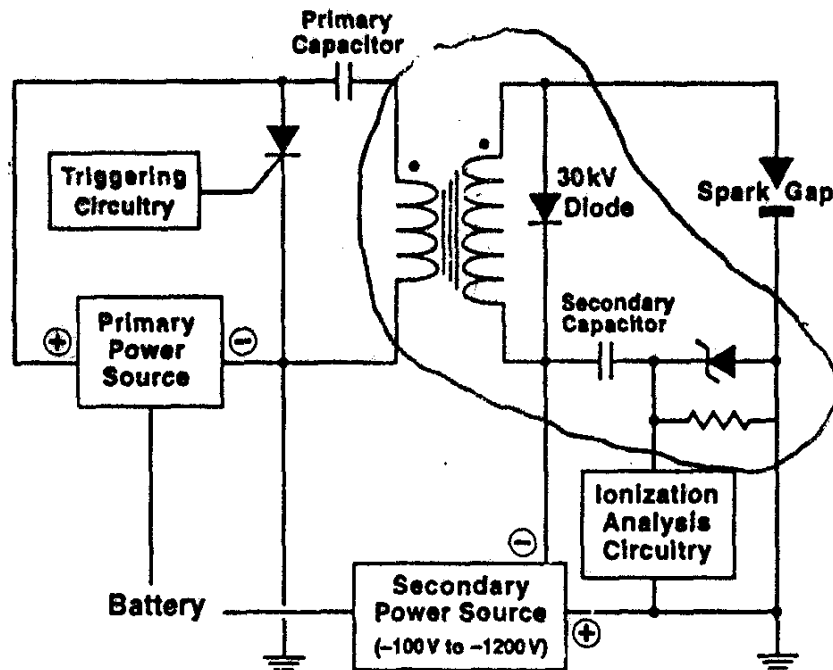 Primary
Capacitor
Triggering
Circuitry
30kV
Diode
Spark Gap
Secondary
Capacitor
+
Primary
Power
Source
−
Ionization
Analysis
Circuitry
−
Battery
Secondary
Power Source
(−100V to −1200V)
+